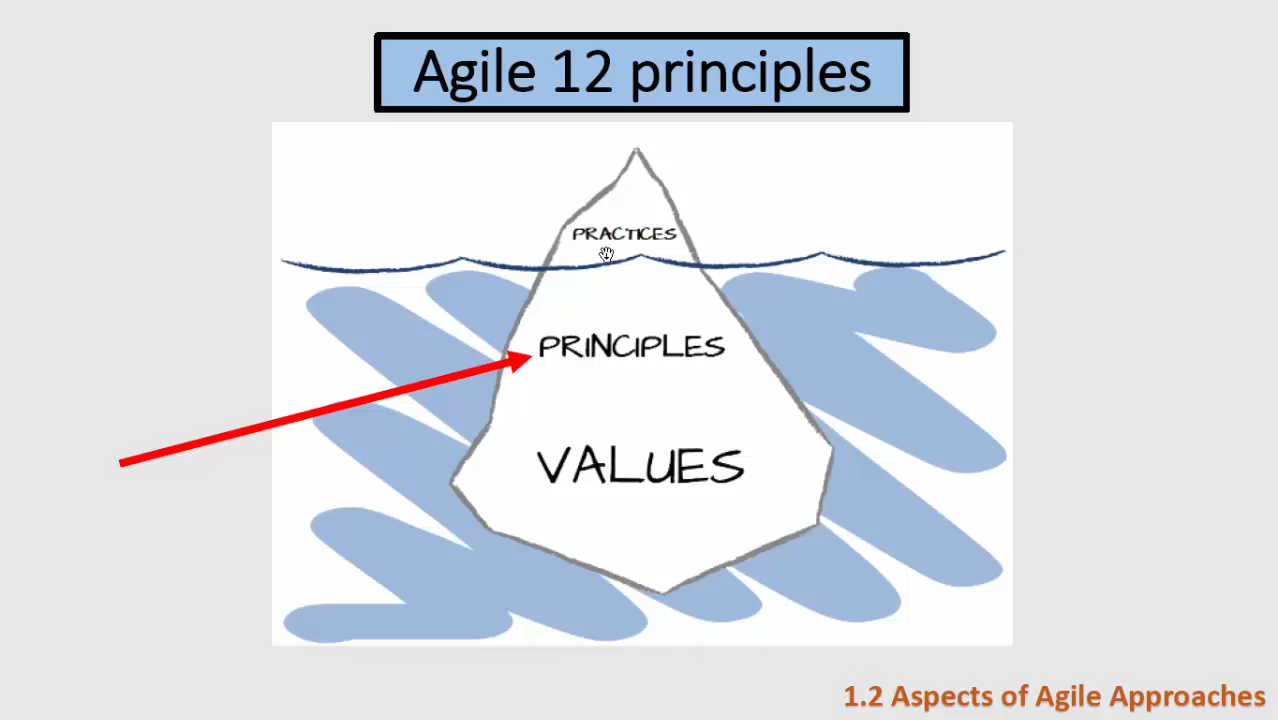 Agile 12 principles
PRACTICES
PRINCIPLES
VALUES
1.2 Aspects of Agile Approaches